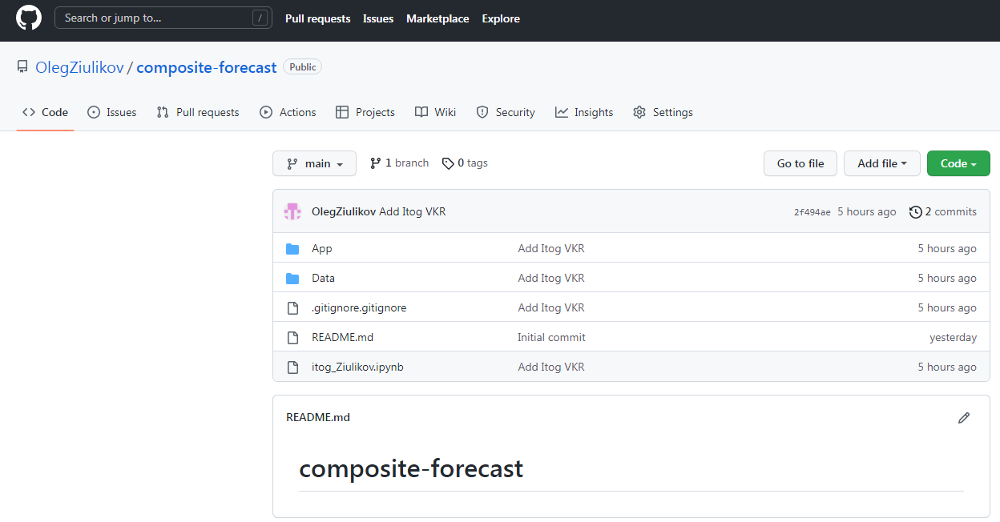 Search or jump to... / Pull requests Issues Marketplace Explore
OlegZiulikov / composite-forecast Public
Code Issues Pull requests Actions Projects Wiki Security Insights Settings
main 1 branch 0 tags Go to file Add file Code
OlegZiulikov Add Itog VKR 2f494ae 5 hours ago 2 commits
App Add Itog VKR 5 hours ago
Data Add Itog VKR 5 hours ago
.gitignore.gitignore Add Itog VKR 5 hours ago
README.md Initial commit yesterday
itog_Ziulikov.ipynb Add Itog VKR 5 hours ago
README.md
composite-forecast